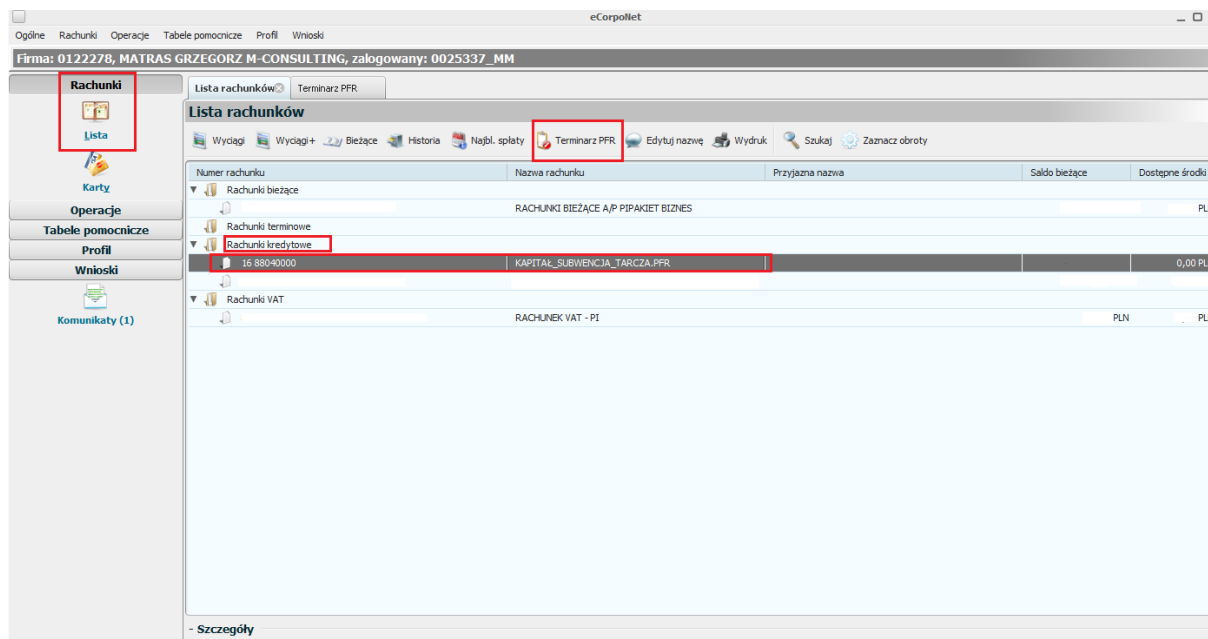 eCorpoNet
Ogólne Rachunki Operacje Tabele pomocnicze Profil Wnioski
Firma: 0122278, MATRAS GRZEGORZ M-CONSULTING, zalogowany: 0025337_MM
Rachunki
Lista
Karty
Operacje
Tabele pomocnicze
Profil
Wnioski
Komunikaty (1)
Lista rachunków Terminarz PFR
Lista rachunków
Wyciągi Wyciągi+ Bieżące Historia Najbl. spłaty Terminarz PFR Edytuj nazwę Wydruk Szukaj Zaznacz obroty
Numer rachunku Nazwa rachunku Przyjazna nazwa Saldo bieżące Dostępne środki
Rachunki bieżące
RACHUNKI BIEŻĄCE A/P PIPAKIET BIZNES PL
Rachunki terminowe
Rachunki kredytowe
16 88040000 KAPITAŁ_SUBWENCJA_TARCZA.PFR 0,00 PL
Rachunki VAT
RACHUNEK VAT - PI PLN PL
- Szczegóły